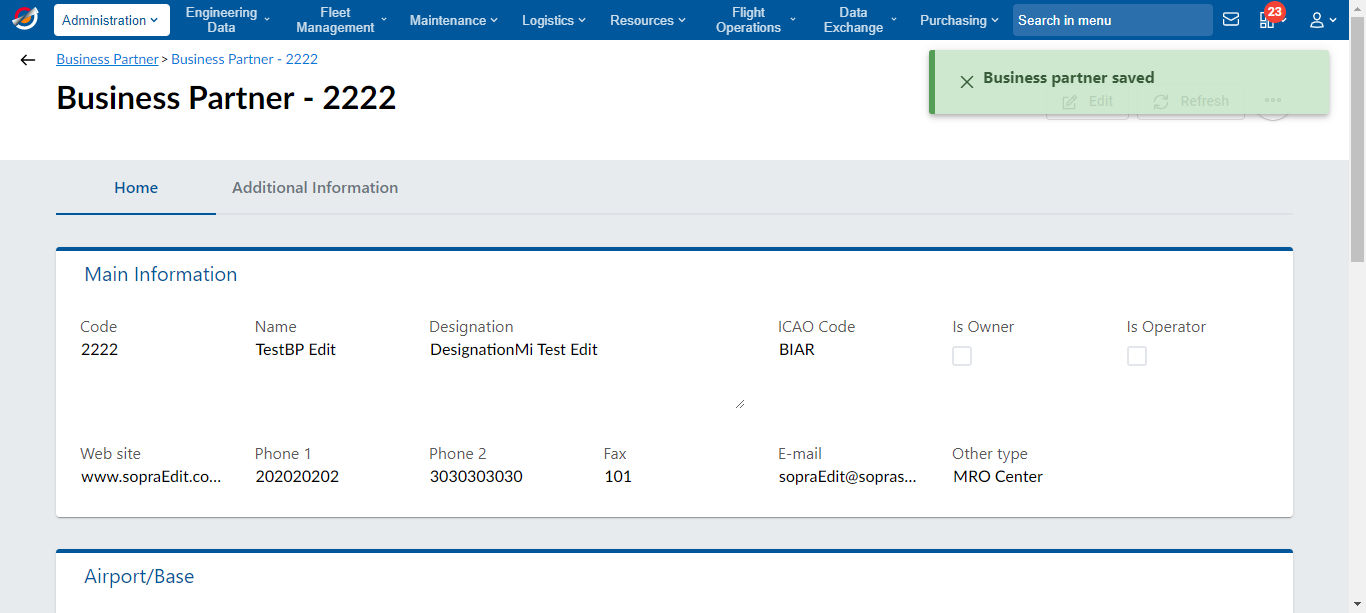 Administration
Engineering
Data
Fleet
Management
Maintenance
Logistics
Resources
Flight
Operations
Data
Exchange
Purchasing
Search in menu
23
Business Partner > Business Partner - 2222
Business Partner - 2222
Business partner saved
Edit
Refresh
Home
Additional Information
Main Information
Code
Name
Designation
ICAO Code
Is Owner
Is Operator
2222
TestBP Edit
DesignationMi Test Edit
BIAR
Web site
Phone 1
Phone 2
Fax
E-mail
Other type
www.sopraEdit.co...
202020202
3030303030
101
sopraEdit@sopras...
MRO Center
Airport/Base